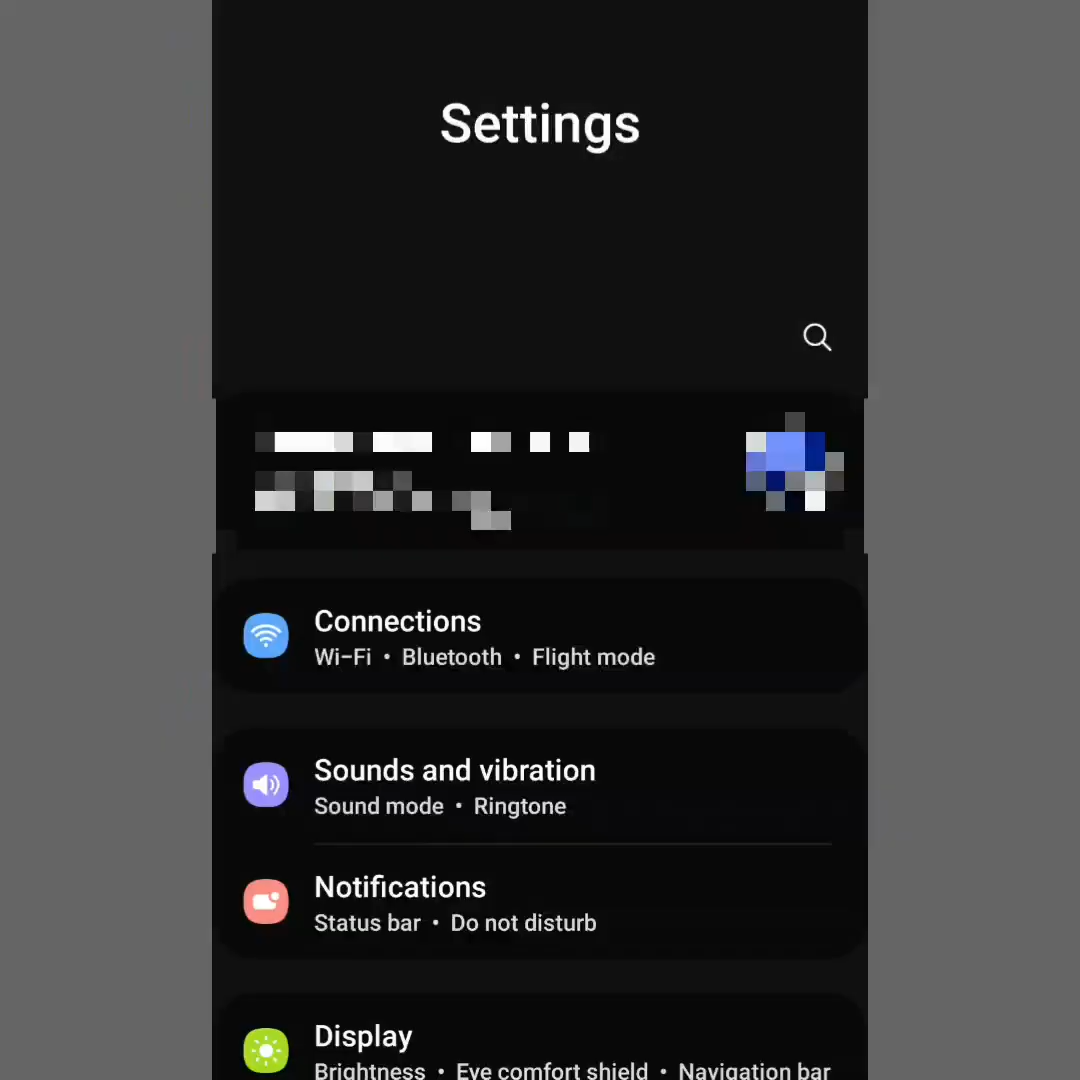 Settings
Connections
Wi-Fi • Bluetooth • Flight mode
Sounds and vibration
Sound mode • Ringtone
Notifications
Status bar • Do not disturb
Display
Brightness • Eye comfort shield • Navigation bar